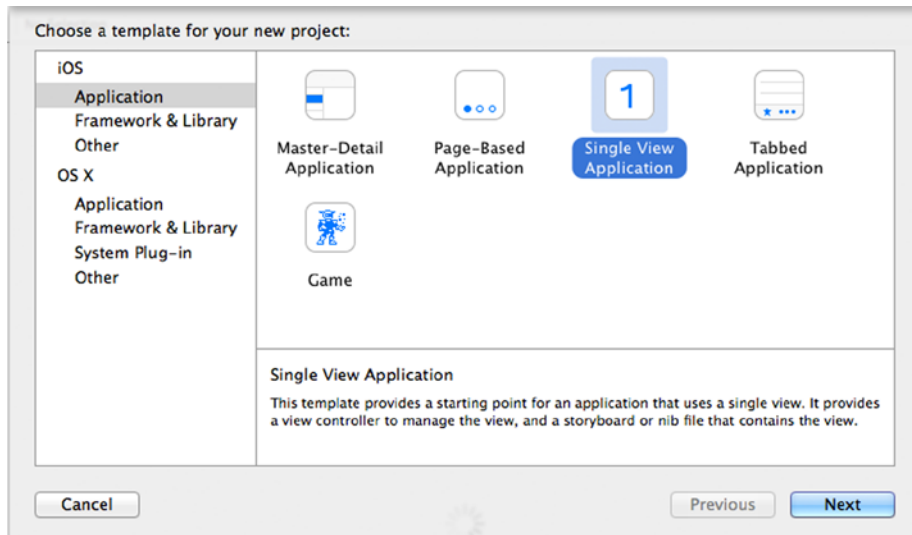 Choose a template for your new project:
iOS
Application
Framework & Library
Other
OS X
Application
Framework & Library
System Plug-in
Other
Master-Detail
Application
Page-Based
Application
1
Single View
Application
Tabbed
Application
Game
Single View Application
This template provides a starting point for an application that uses a single view. It provides
a view controller to manage the view, and a storyboard or nib file that contains the view.
Cancel
Previous
Next